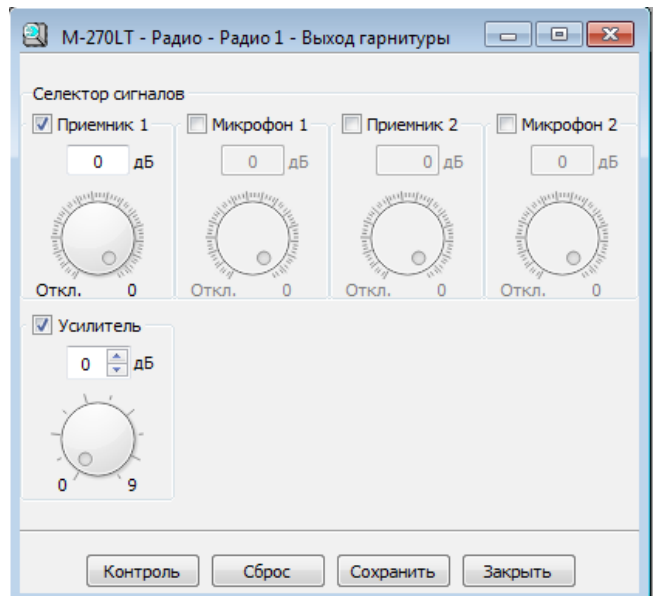 M-270LT - Радио - Радио 1 - Выход гарнитуры
Селектор сигналов
Приемник 1 Микрофон 1 Приемник 2 Микрофон 2
0 дБ 0 дБ 0 дБ 0 дБ
Откл. 0 Откл. 0 Откл. 0 Откл. 0
Усилитель
0 дБ
0 9
Контроль Сброс Сохранить Закрыть